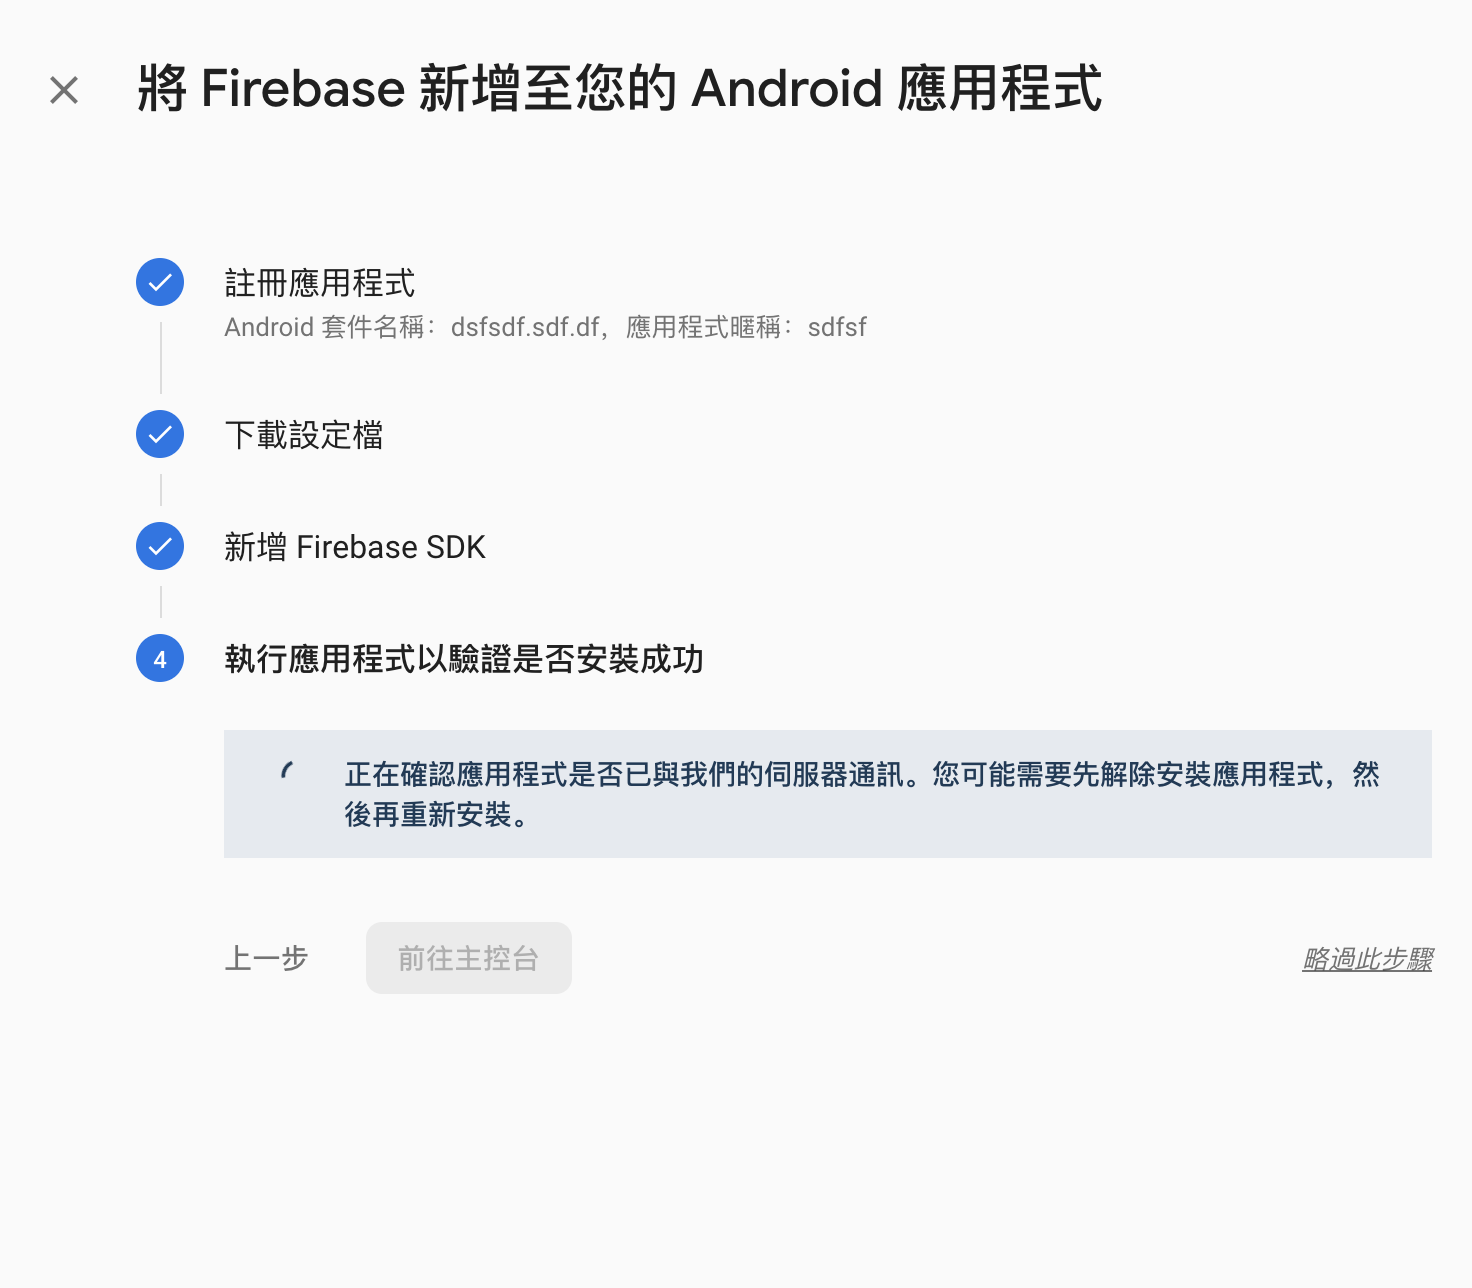 將 Firebase 新增至您的 Android 應用程式
註冊應用程式
Android 套件名稱：dsfsdf.sdf.df，應用程式暱稱：sdfsf
下載設定檔
新增 Firebase SDK
4 執行應用程式以驗證是否安裝成功
正在確認應用程式是否已與我們的伺服器通訊。您可能需要先解除安裝應用程式，然
後再重新安裝。
上一步 前往主控台 略過此步驟